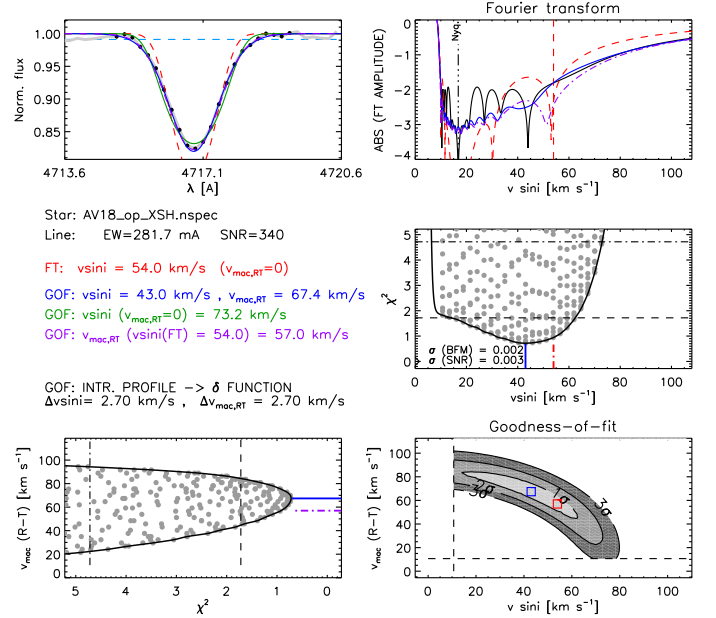 Fourier transform
1.00
0.95
0.90
0.85
Norm. flux
4713.6
4717.1
4720.6
λ [A]
0
-1
-2
-3
-4
ABS (FT AMPLITUDE)
Nyq.
0
20
40
60
80
100
v sini [km s⁻¹]
Star: AV18_op_XSH.nspec
Line: EW=281.7 mA SNR=340
FT: vsini = 54.0 km/s (v_mac,RT=0)
GOF: vsini = 43.0 km/s , v_mac,RT = 67.4 km/s
GOF: vsini (v_mac,RT=0) = 73.2 km/s
GOF: v_mac,RT (vsini(FT) = 54.0) = 57.0 km/s
GOF: INTR. PROFILE -> δ FUNCTION
Δvsini= 2.70 km/s , Δv_mac,RT = 2.70 km/s
5
4
3
2
1
0
χ²
σ (BFM) = 0.002
σ (SNR) = 0.003
0
20
40
60
80
100
vsini [km s⁻¹]
100
80
60
40
20
0
v_mac (R-T) [km s⁻¹]
5
4
3
2
1
0
χ²
Goodness-of-fit
100
80
60
40
20
0
v_mac (R-T) [km s⁻¹]
2σ
3σ
1σ
3σ
0
20
40
60
80
100
v sini [km s⁻¹]